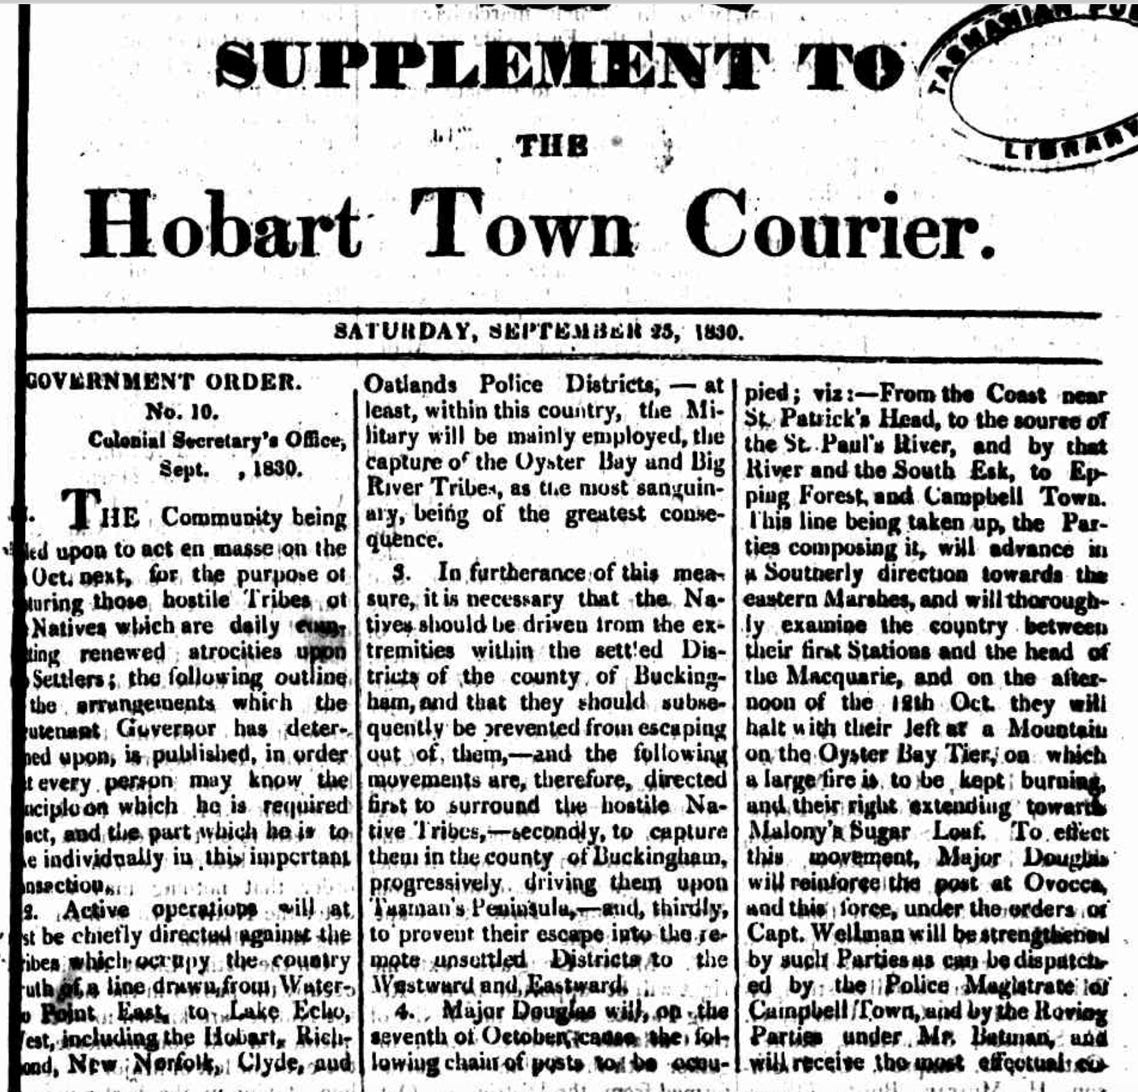 SUPPLEMENT TO
THE
Hobart Town Courier.
TASMANIAN PU
LIBRARY
SATURDAY, SEPTEMBER 25, 1830.
GOVERNMENT ORDER.
No. 10.
Colonial Secretary's Office,
Sept. , 1830.
THE Community being
led upon to act en masse on the
Oct. next, for the purpose of
turing those hostile Tribes of
Natives which are daily
ting renewed atrocities upon
Settlers; the following outline
the arrangements which the
utenant Governor has deter-
ned upon, is published, in order
t every person may know the
nciple on which he is required
act, and the part which he is to
e individually in this important
nsaction.
2. Active operations will at
st be chiefly directed against the
ribes which occupy the country
uth of a line drawn from Water-
o Point East, to Lake Echo,
est, including the Hobart, Rich-
ond, New Norfolk, Clyde, and
Oatlands Police Districts, — at
least, within this country, the Mi-
litary will be mainly employed, the
capture of the Oyster Bay and Big
River Tribes, as the most sanguin-
ary, being of the greatest conse-
quence.
3. In furtherance of this mea-
sure, it is necessary that the Na-
tives should be driven from the ex-
tremities within the settled Dis-
tricts of the county of Bucking-
ham, and that they should subse-
quently be prevented from escaping
out of them,—and the following
movements are, therefore, directed
first to surround the hostile Na-
tive Tribes,—secondly, to capture
them in the county of Buckingham,
progressively driving them upon
Tasman's Peninsula,—and, thirdly,
to prevent their escape into the re-
mote unsettled Districts to the
Westward and Eastward.
4. Major Douglas will, on the
seventh of October, cause the fol-
lowing chain of posts to be occu-
pied; viz:—From the Coast near
St. Patrick's Head, to the source of
the St. Paul's River, and by that
River and the South Esk, to Ep-
ping Forest, and Campbell Town.
This line being taken up, the Par-
ties composing it, will advance in
a Southerly direction towards the
eastern Marshes, and will thorough-
ly examine the country between
their first Stations and the head of
the Macquarie, and on the after-
noon of the 12th Oct. they will
halt with their left at a Mountain
on the Oyster Bay Tier, on which
a large fire is to be kept burning,
and their right extending towards
Malony's Sugar Loaf. To effect
this movement, Major Douglas
will reinforce the post at Ovocca,
and this force, under the orders of
Capt. Wellman will be strengthened
by such Parties as can be dispatch-
ed by the Police Magistrate of
Campbell Town, and by the Roving
Parties under Mr. Batman, and
will receive the most effectual co-